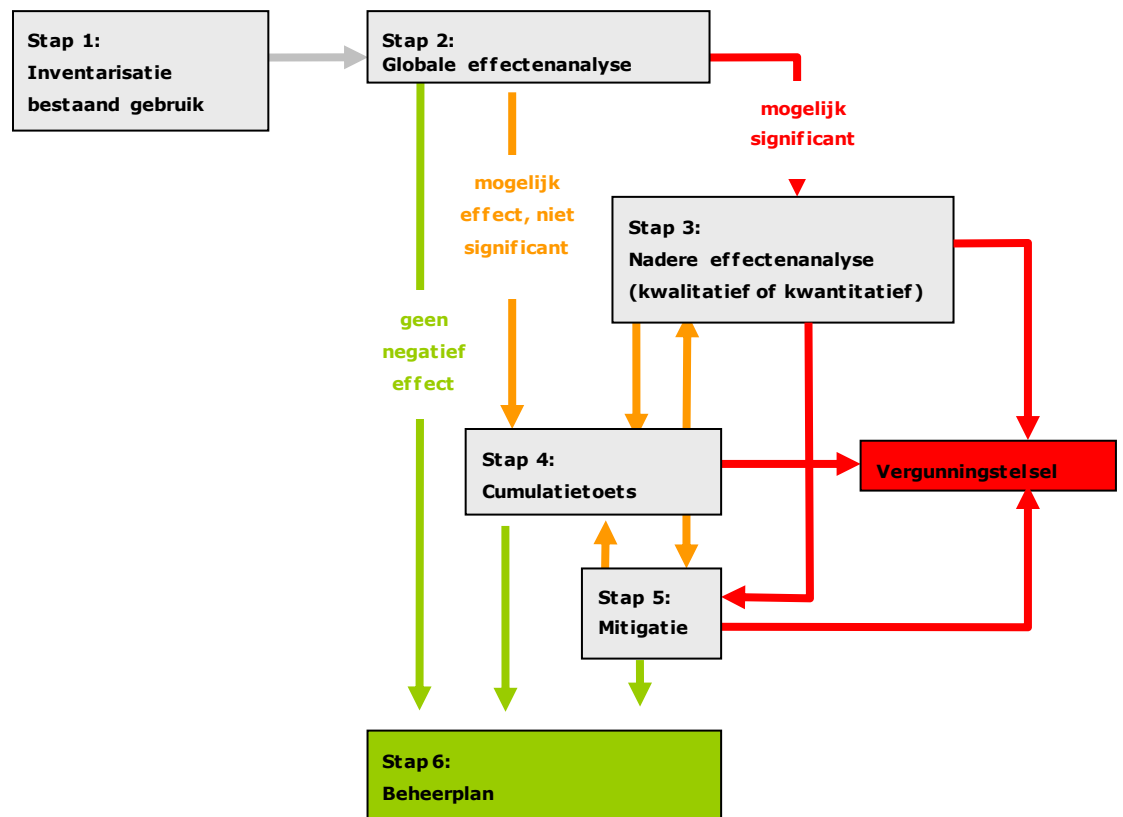 Stap 1:
Inventarisatie
bestaand gebruik
Stap 2:
Globale effectenanalyse
mogelijk
significant
mogelijk
effect, niet
significant
Stap 3:
Nadere effectenanalyse
(kwalitatief of kwantitatief)
geen
negatief
effect
Stap 4:
Cumulatietoets
Vergunningstelsel
Stap 5:
Mitigatie
Stap 6:
Beheerplan